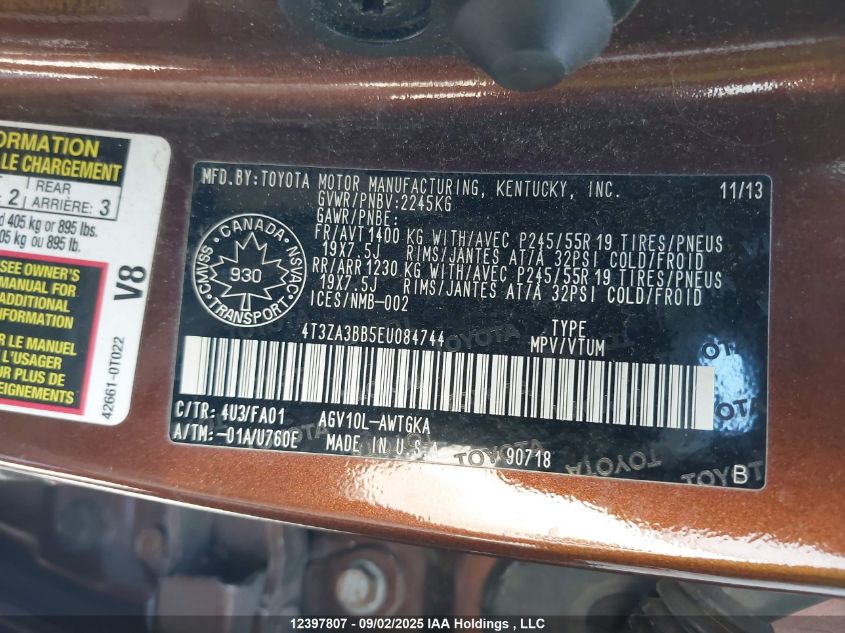 ORMATION
LE CHARGEMENT
2
REAR
ARRIÈRE: 3
d 405 kg or 895 lbs.
05 kg ou 895 lb.
SEE OWNER'S
MANUAL FOR
ADDITIONAL
INFORMATION
LE MANUEL
L'USAGER
UR PLUS DE
SEIGNEMENTS
V8
42661-0T022
MFD.BY:TOYOTA MOTOR MANUFACTURING, KENTUCKY, INC. 11/13
GVWR/PNBV:2245KG
GAWR/PNBE:
FR/AVT1400 KG WITH/AVEC P245/55R19 TIRES/PNEUS
19X7.5J RIMS/JANTES AT/A 32PSI COLD/FROID
RR/ARR1230 KG WITH/AVEC P245/55R19 TIRES/PNEUS
19X7.5J RIMS/JANTES AT/A 32PSI COLD/FROID
ICES/NMB-002
CANADA
CMVSS NSVAC
930
TRANSPORT
4T3ZA3BB5EU084744
TYPE
MPV/VTUM
C/TR: 4U3/FA01 AGV10L-AWTGKA
A/TM:-01A/U760E MADE IN U.S.A. 90718
TOYOTA TOYOTA TOYOTA
B
12397807 - 09/02/2025 IAA Holdings , LLC